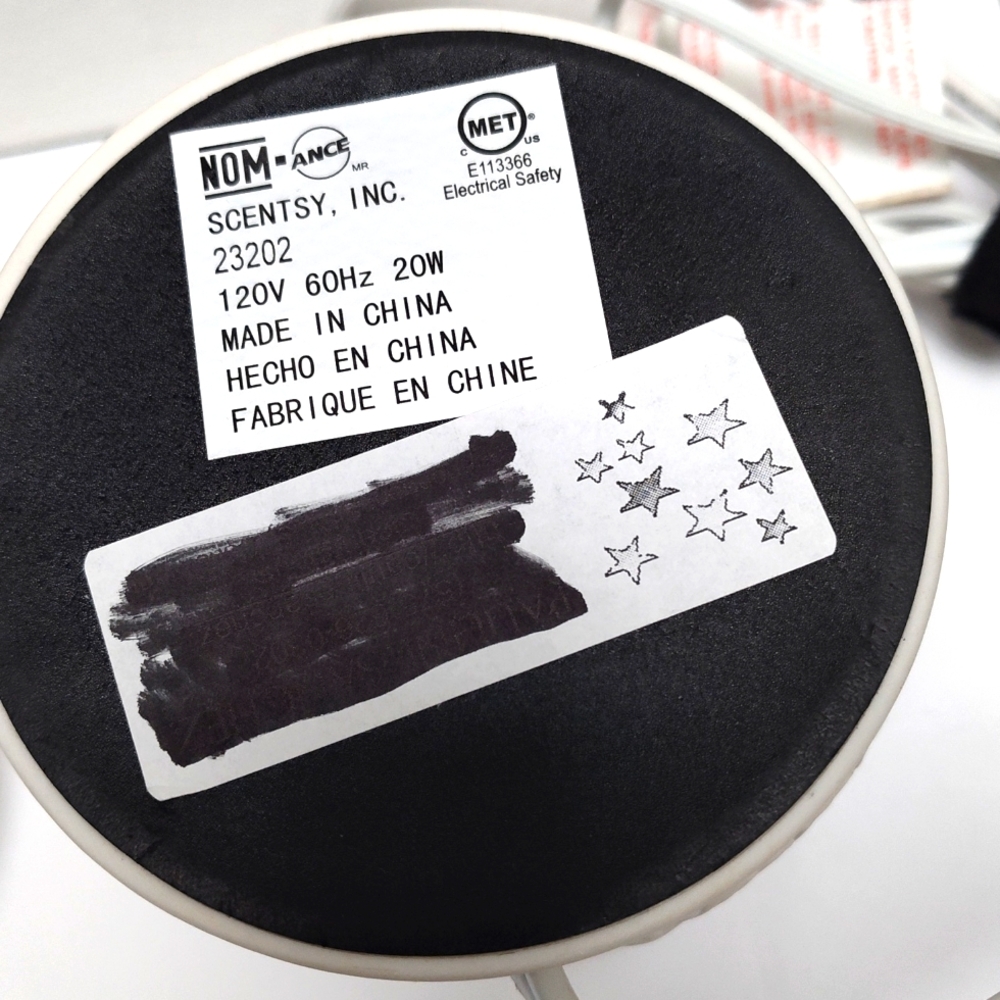 NOM-ANCE MR
MET® C US
E113366
Electrical Safety
SCENTSY, INC.
23202
120V 60Hz 20W
MADE IN CHINA
HECHO EN CHINA
FABRIQUE EN CHINE